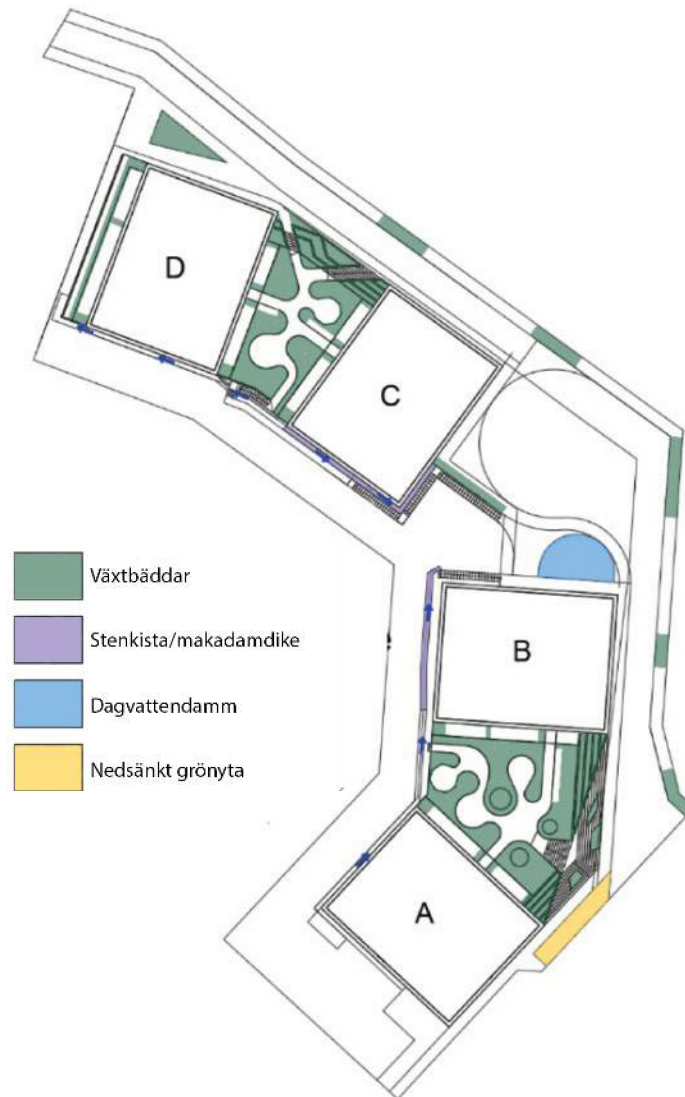 D
C
B
A
Växtbäddar
Stenkista/makadamdike
Dagvattendamm
Nedsänkt grönyta